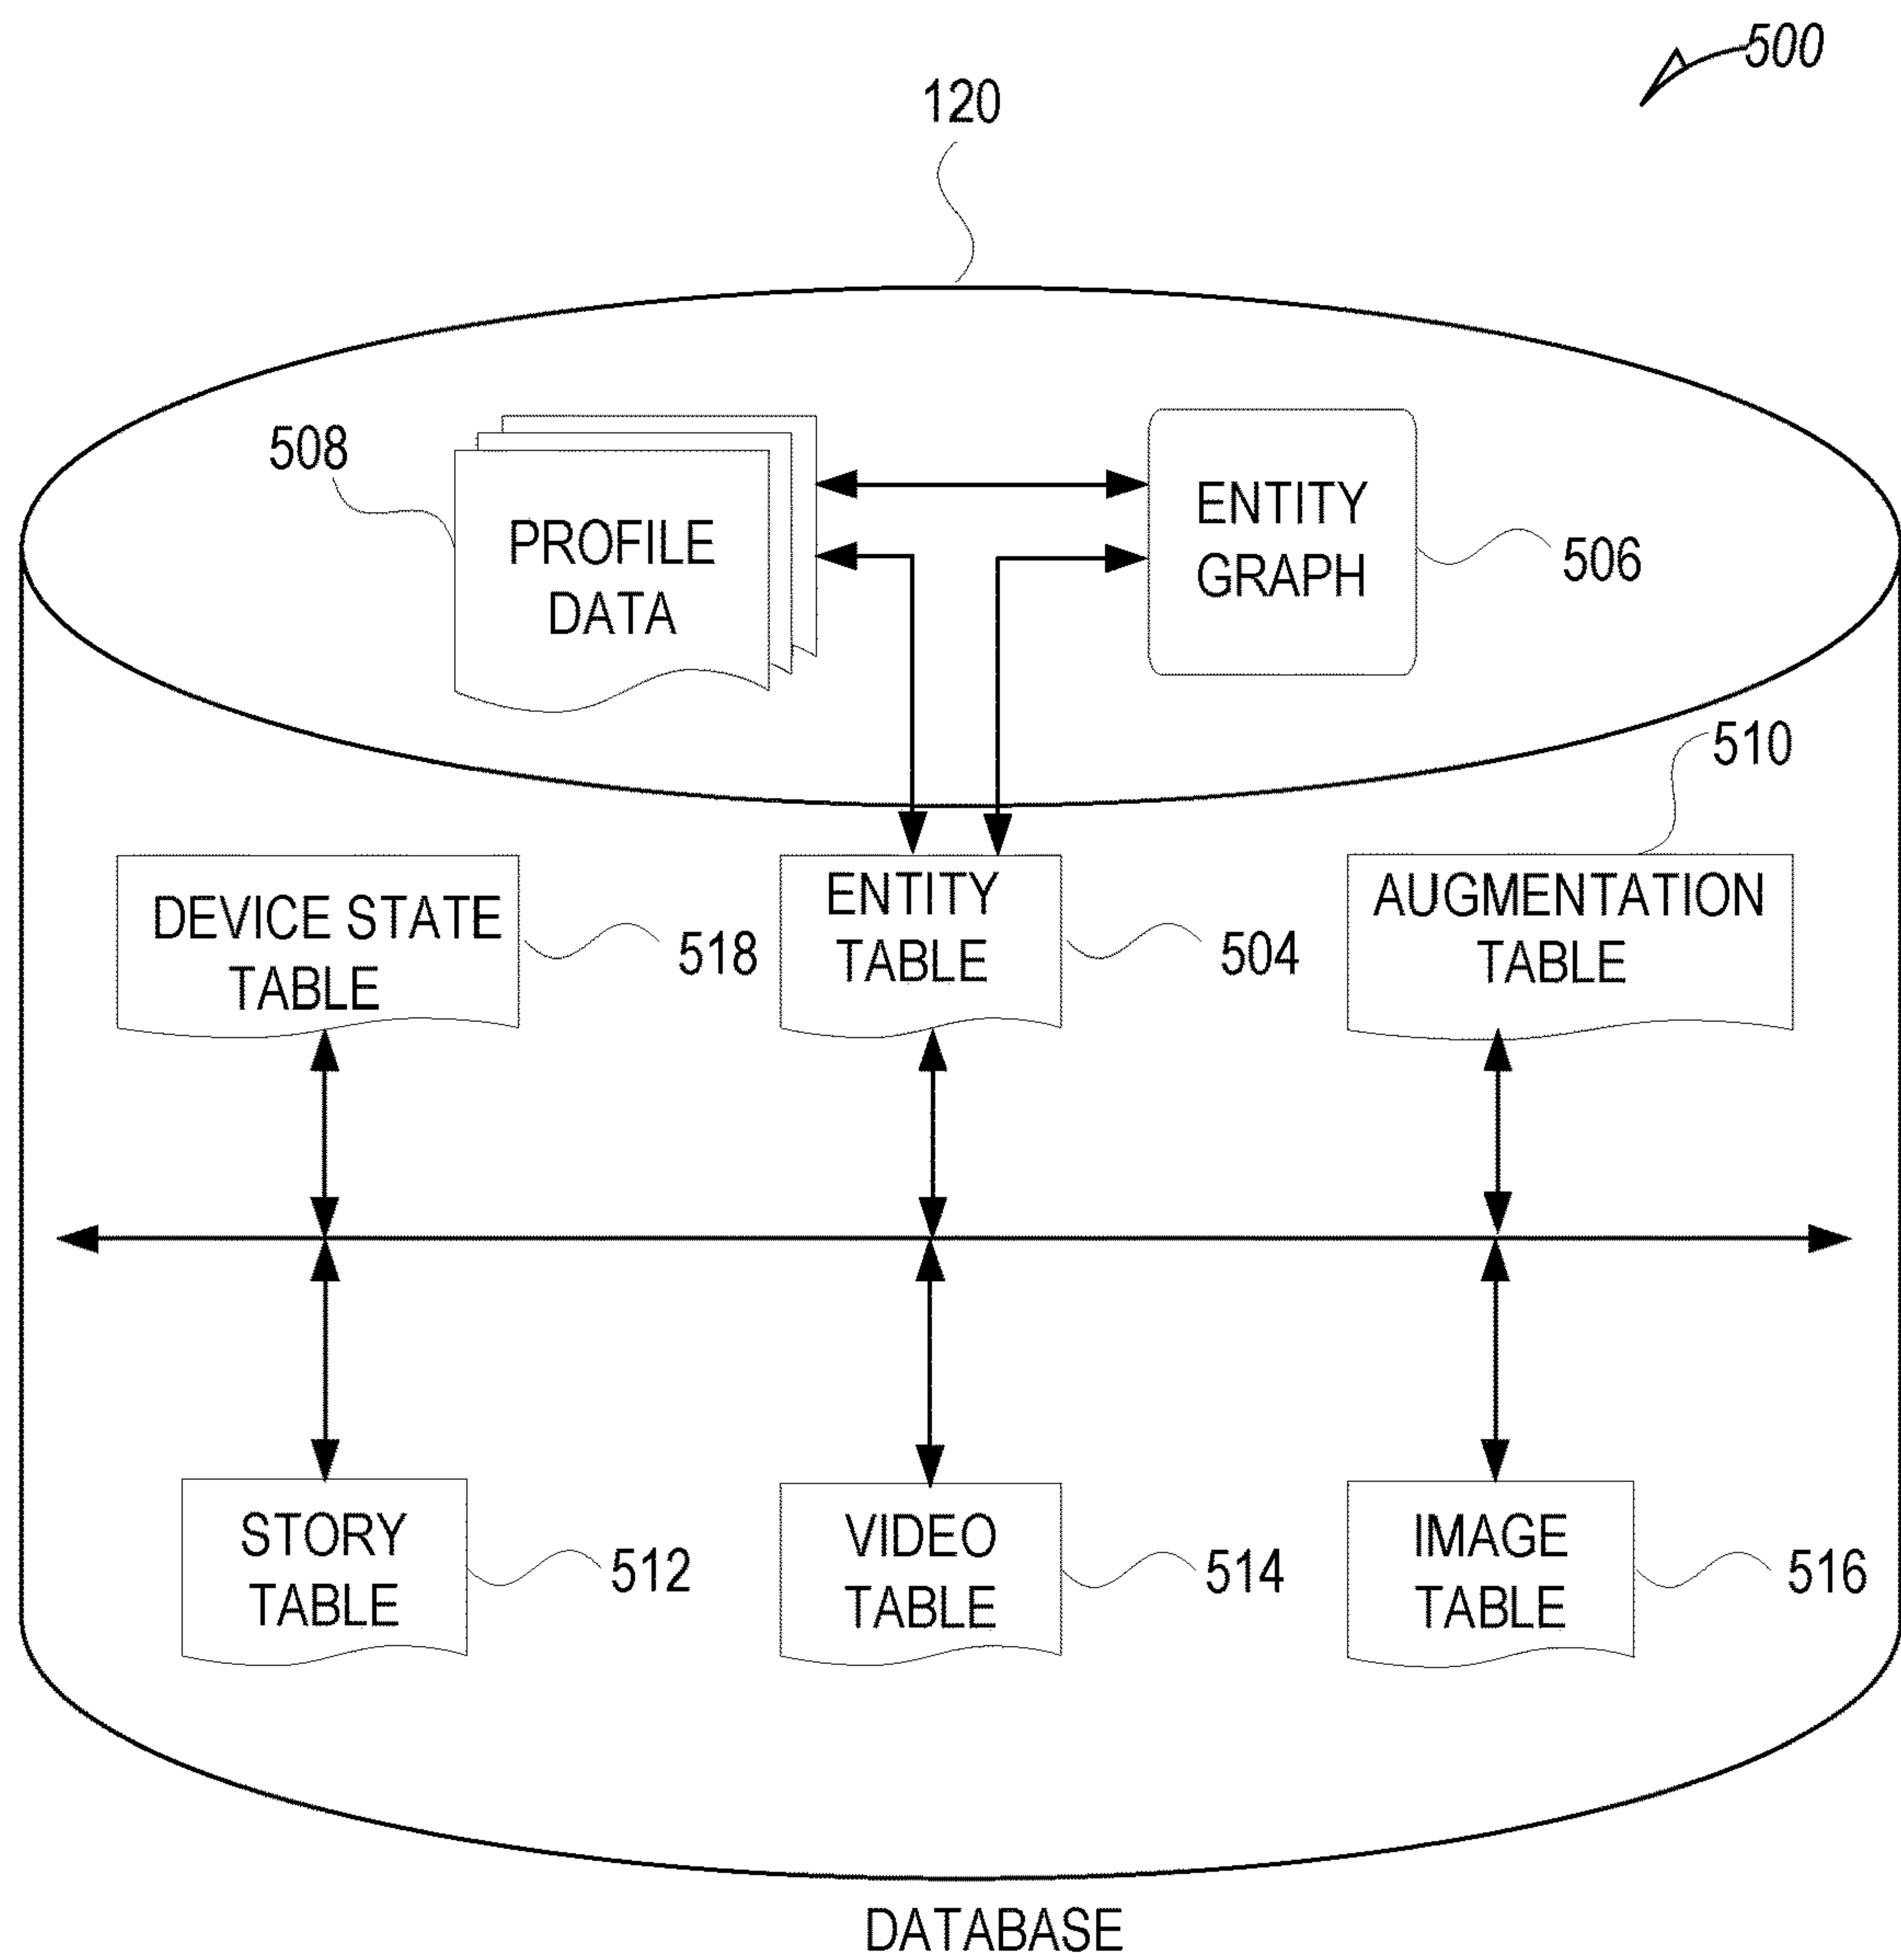 500
120
508
PROFILE
DATA
ENTITY
GRAPH
506
510
DEVICE STATE
TABLE
518
ENTITY
TABLE
504
AUGMENTATION
TABLE
STORY
TABLE
512
VIDEO
TABLE
514
IMAGE
TABLE
516
DATABASE